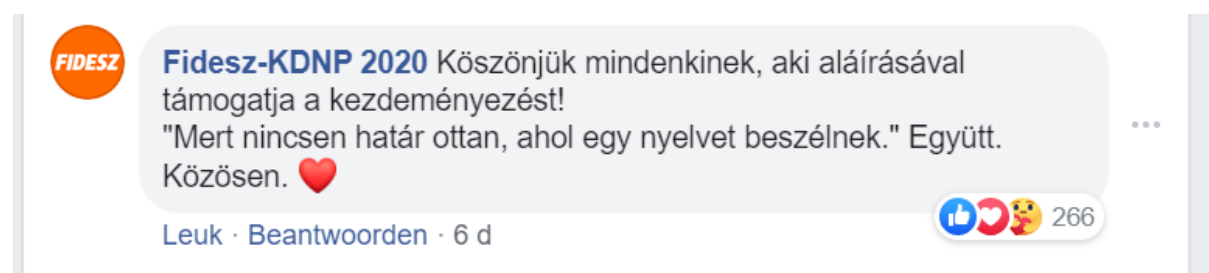 FIDESZ
Fidesz-KDNP 2020 Köszönjük mindenkinek, aki aláírásával
támogatja a kezdeményezést!
"Mert nincsen határ ottan, ahol egy nyelvet beszélnek." Együtt.
Közösen. ❤️
266
Leuk · Beantwoorden · 6 d